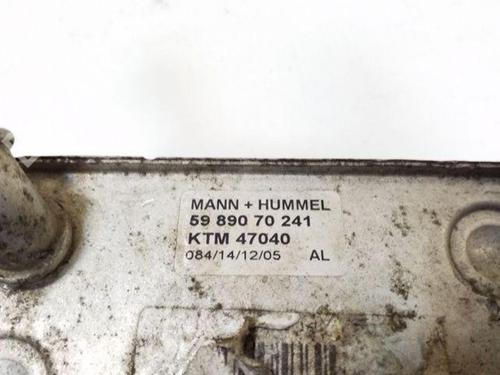 MANN + HUMMEL
59 890 70 241
KTM 47040
084/14/12/05 AL